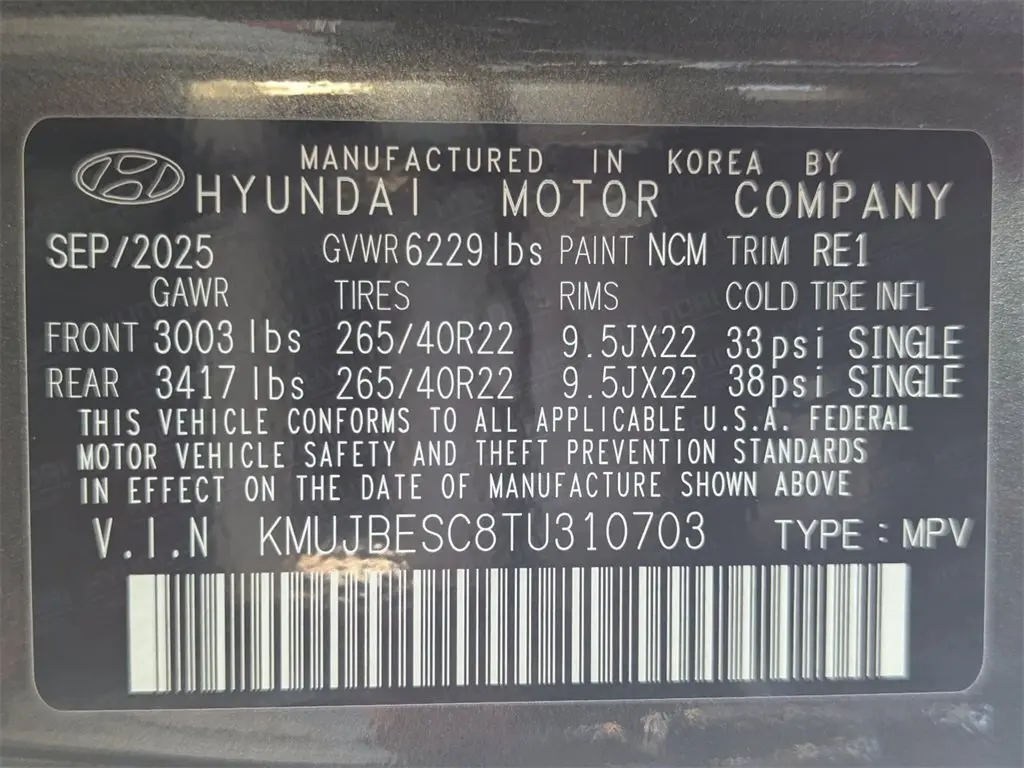 MANUFACTURED IN KOREA BY
HYUNDAI MOTOR COMPANY
SEP/2025 GVWR 6229 lbs PAINT NCM TRIM RE1
GAWR TIRES RIMS COLD TIRE INFL
FRONT 3003 lbs 265/40R22 9.5JX22 33psi SINGLE
REAR 3417 lbs 265/40R22 9.5JX22 38psi SINGLE
THIS VEHICLE CONFORMS TO ALL APPLICABLE U.S.A. FEDERAL
MOTOR VEHICLE SAFETY AND THEFT PREVENTION STANDARDS
IN EFFECT ON THE DATE OF MANUFACTURE SHOWN ABOVE
V.I.N KMUJBESC8TU310703 TYPE : MPV